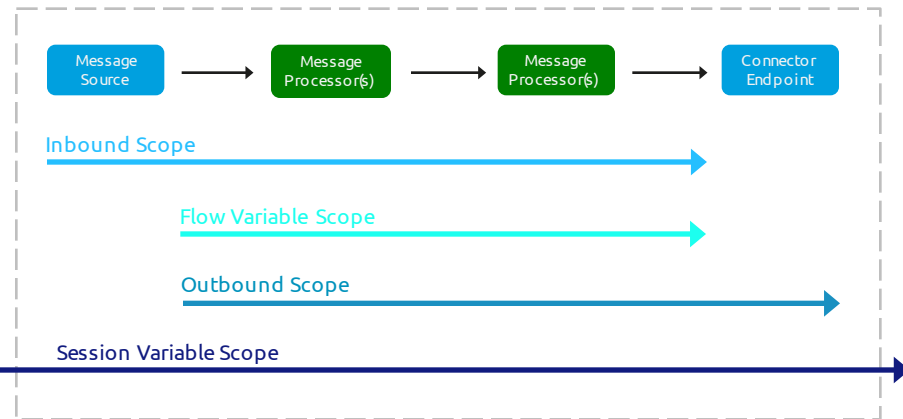 Message
Source
Message
Processor(s)
Message
Processor(s)
Connector
Endpoint
Inbound Scope
Flow Variable Scope
Outbound Scope
Session Variable Scope